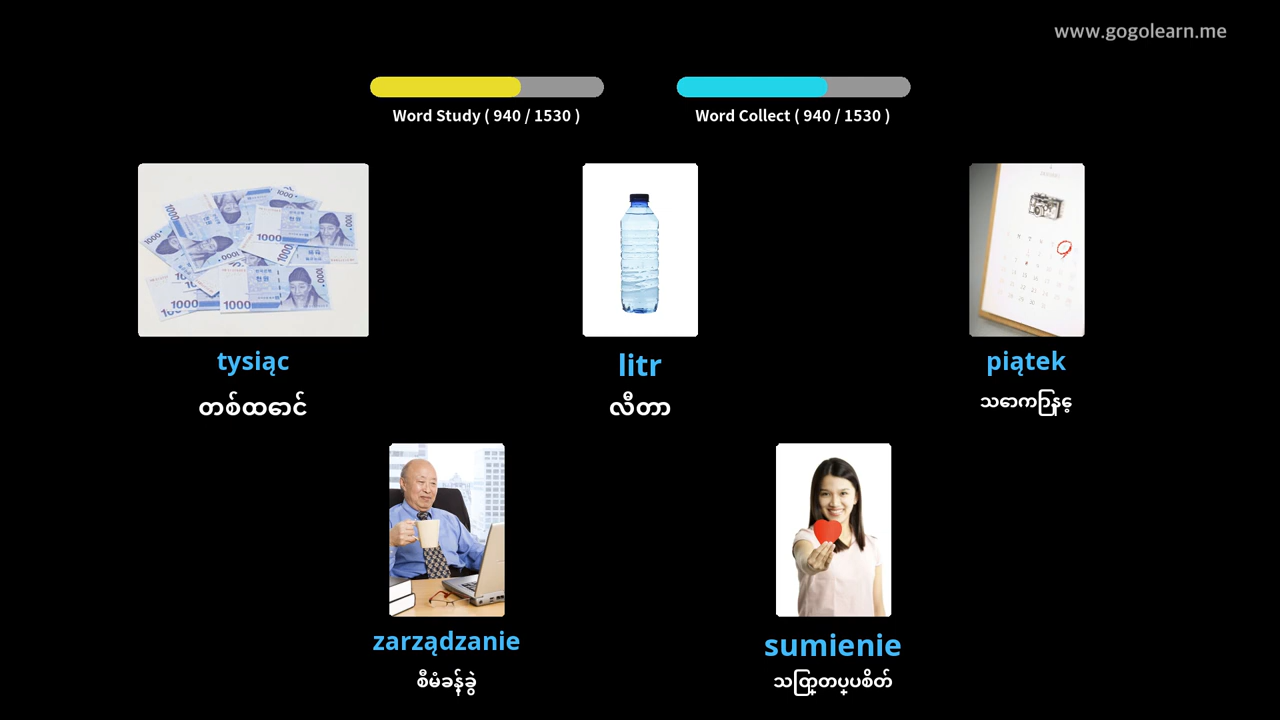 www.gogolearn.me
Word Study ( 940 / 1530 )
Word Collect ( 940 / 1530 )
tysiąc
တစ်ထောင်
litr
လီတာ
piątek
သောကြာနေ့
zarządzanie
စီမံခန့်ခွဲ
sumienie
သြတ္တပ္ပစိတ်